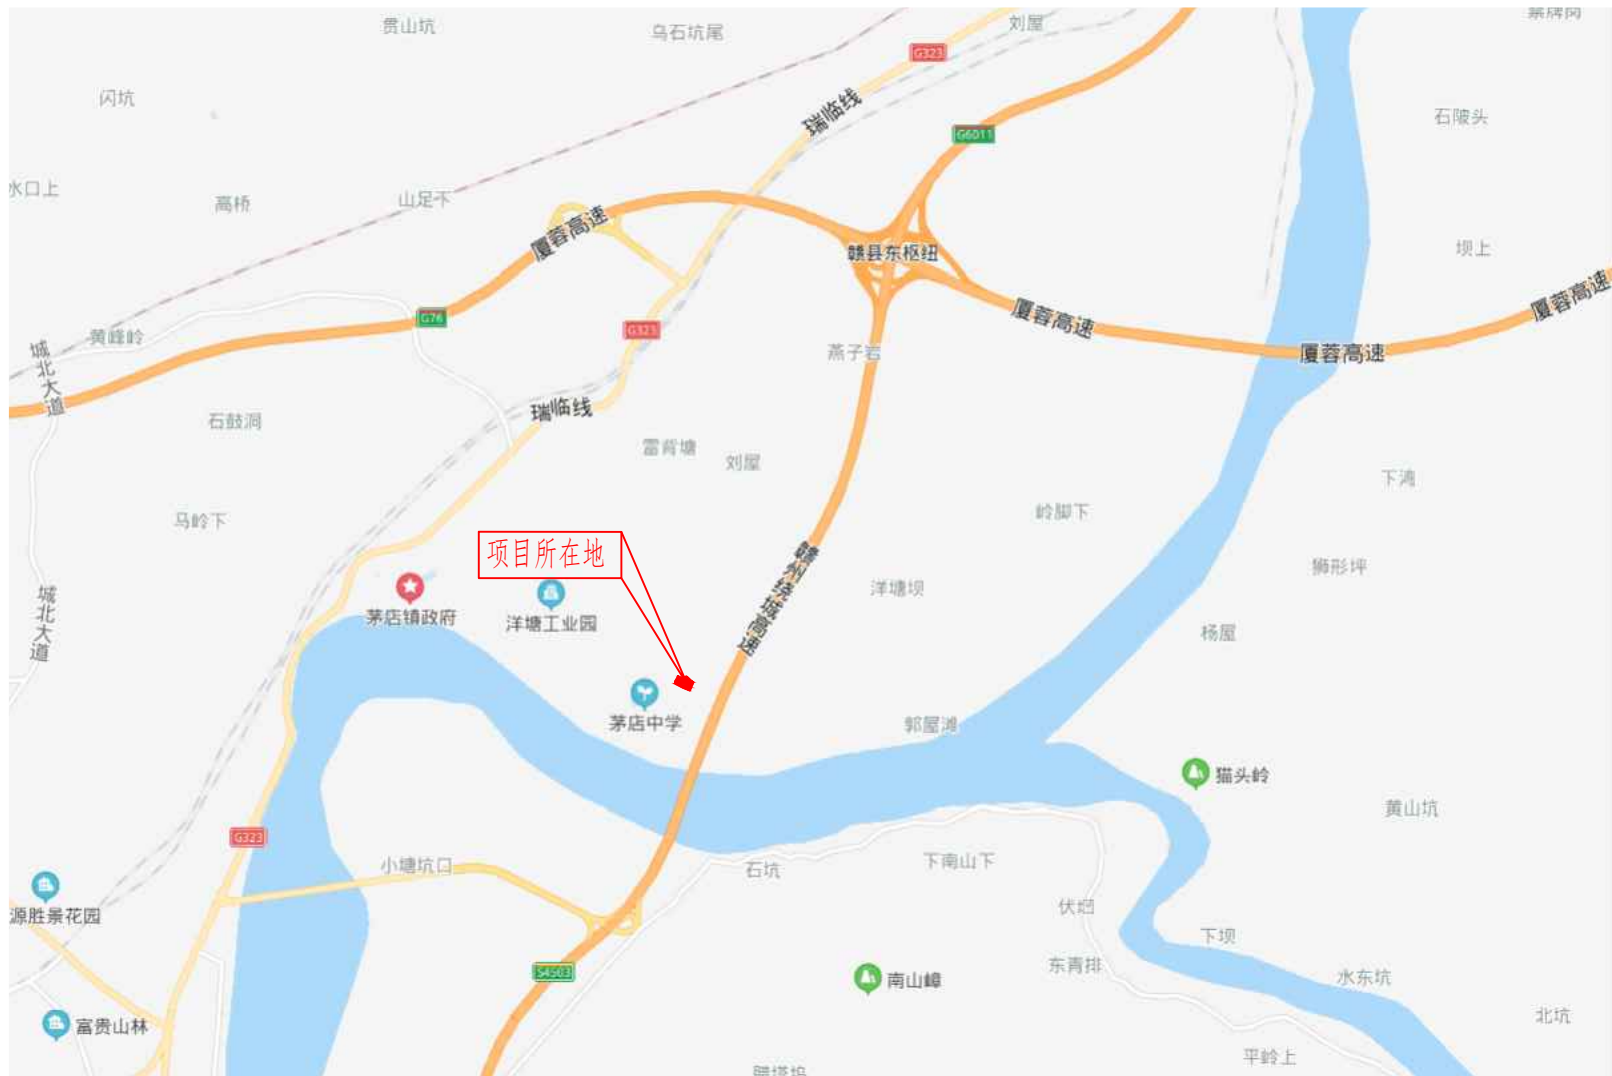 贯山坑
乌石坑尾
刘屋
G323
闪坑
瑞临线
G6011
石陂头
水口上
高桥
山足下
厦蓉高速
赣县东枢纽
坝上
厦蓉高速
厦蓉高速
厦蓉高速
G76
G323
黄峰岭
城北大道
燕子岩
瑞临线
石鼓洞
雷背塘
刘屋
下湾
马岭下
岭脚下
项目所在地
赣州绕城高速
狮形坪
茅店镇政府
洋塘工业园
洋塘坝
城北大道
杨屋
茅店中学
郭屋滩
猫头岭
黄山坑
G323
小塘坑口
石坑
下南山下
源胜景花园
伏坳
下坝
S4503
南山嶂
东青排
水东坑
富贵山林
北坑
平岭上